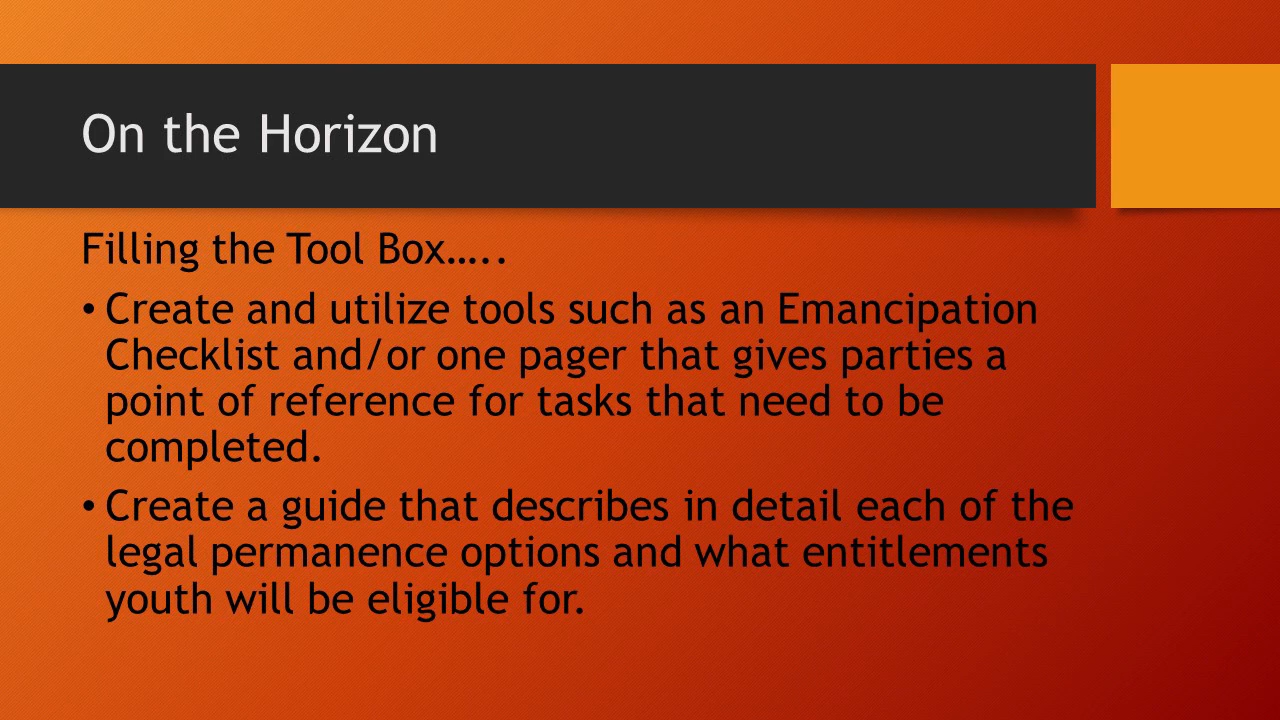 On the Horizon
Filling the Tool Box.....
• Create and utilize tools such as an Emancipation
Checklist and/or one pager that gives parties a
point of reference for tasks that need to be
completed.
• Create a guide that describes in detail each of the
legal permanence options and what entitlements
youth will be eligible for.